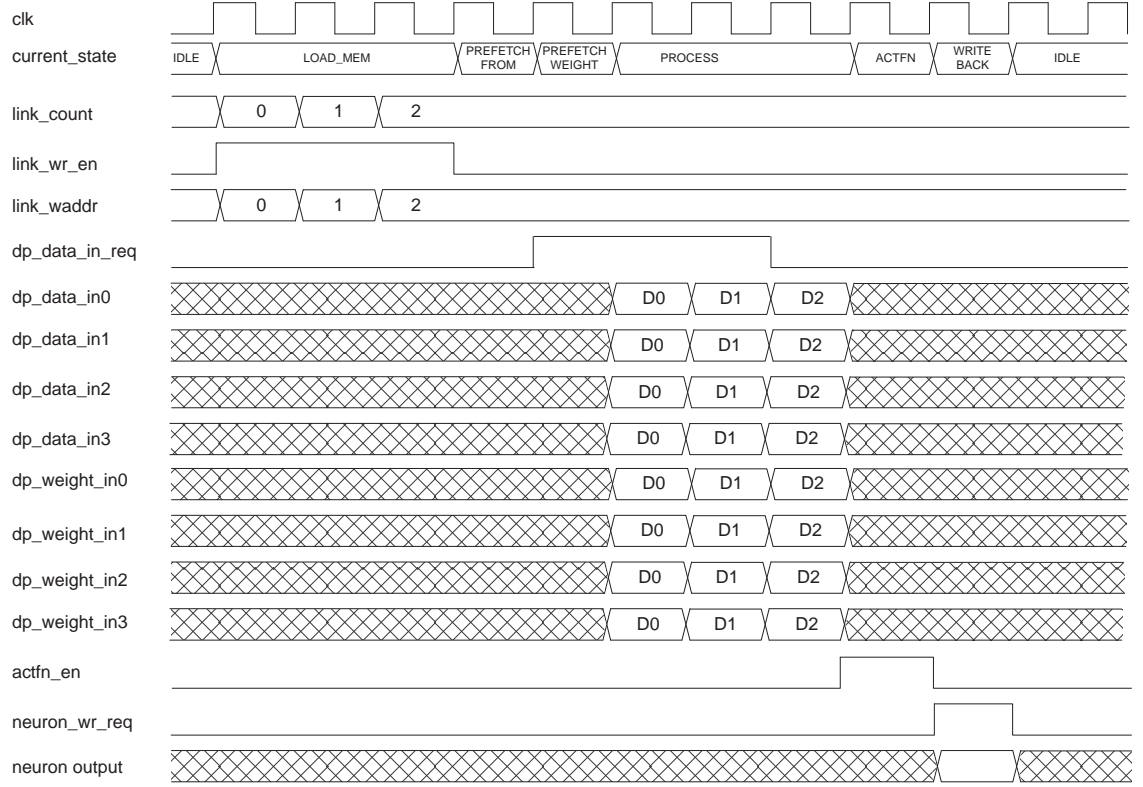 clk
current_state IDLE LOAD_MEM PREFETCH FROM PREFETCH WEIGHT PROCESS ACTFN WRITE BACK IDLE
link_count 0 1 2
link_wr_en
link_waddr 0 1 2
dp_data_in_req
dp_data_in0 D0 D1 D2
dp_data_in1 D0 D1 D2
dp_data_in2 D0 D1 D2
dp_data_in3 D0 D1 D2
dp_weight_in0 D0 D1 D2
dp_weight_in1 D0 D1 D2
dp_weight_in2 D0 D1 D2
dp_weight_in3 D0 D1 D2
actfn_en
neuron_wr_req
neuron output